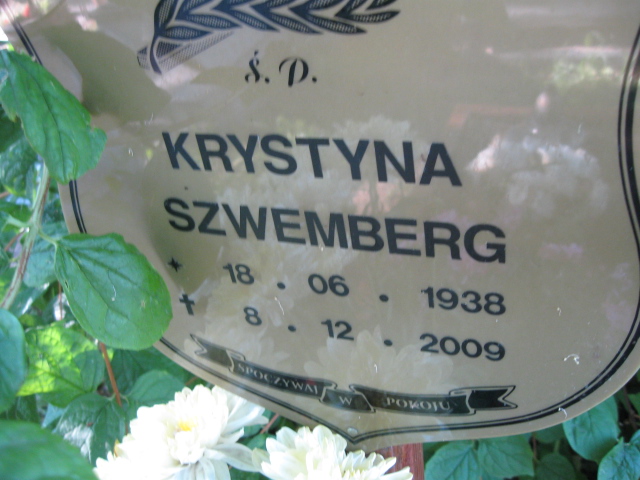 Ś. P.
KRYSTYNA
SZWEMBERG
18 . 06 . 1938
✝ 8 . 12 . 2009
SPOCZYWAJ W POKOJU